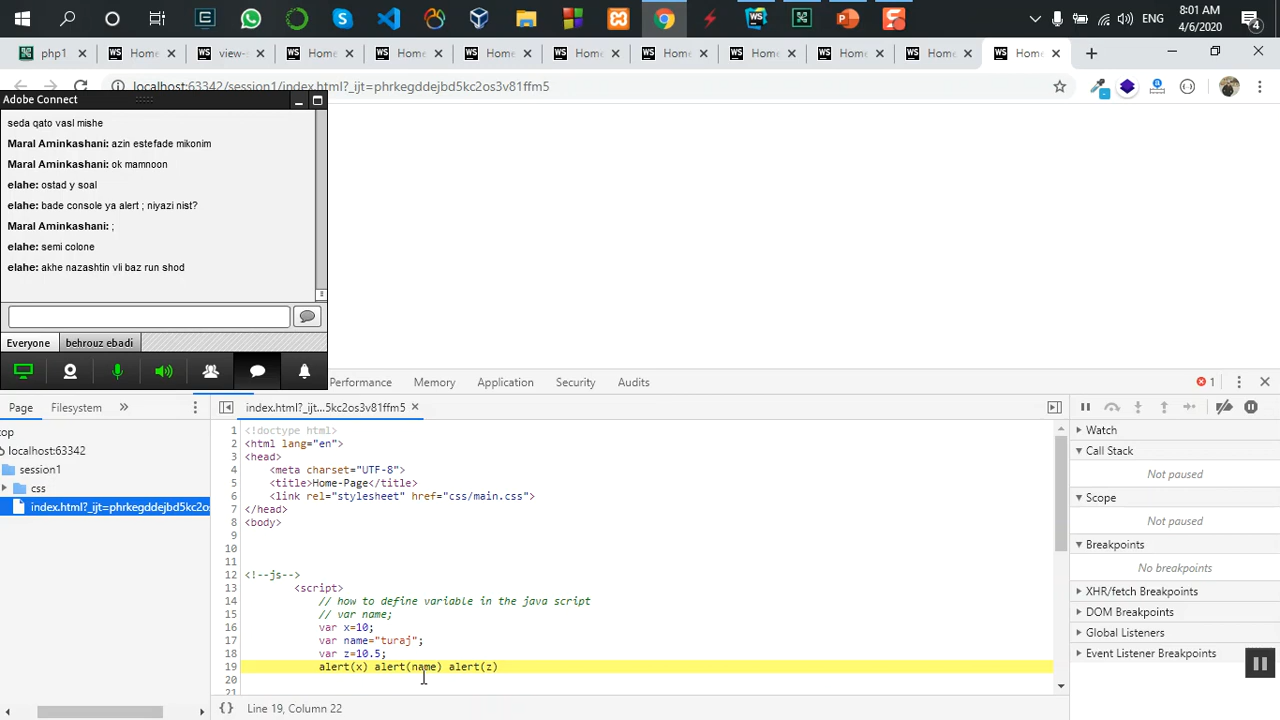 8:01 AM
ENG
4/6/2020
4
php1
Home
view-s
Home
Home
Home
Home
Home
Home
Home
Home
Home
localhost:63342/session1/index.html?_ijt=phrkegddejbd5kc2os3v81ffm5
Adobe Connect
seda qato vasl mishe
Maral Aminkashani: azin estefade mikonim
Maral Aminkashani: ok mamnoon
elahe: ostad y soal
elahe: bade console ya alert ; niyazi nist?
Maral Aminkashani: ;
elahe: semi colone
elahe: akhe nazashtin vli baz run shod
Everyone
behrouz ebadi
Performance
Memory
Application
Security
Audits
1
Page
Filesystem
index.html?_ijt…5kc2os3v81ffm5
top
localhost:63342
session1
css
index.html?_ijt=phrkegddejbd5kc2os
1 <!doctype html>
2 <html lang="en">
3 <head>
4 <meta charset="UTF-8">
5 <title>Home-Page</title>
6 <link rel="stylesheet" href="css/main.css">
7 </head>
8 <body>
9
10
11
12 <!--js-->
13 <script>
14 // how to define variable in the java script
15 // var name;
16 var x=10;
17 var name="turaj";
18 var z=10.5;
19 alert(x) alert(name) alert(z)
20
21
{} Line 19, Column 22
Watch
Call Stack
Not paused
Scope
Not paused
Breakpoints
No breakpoints
XHR/fetch Breakpoints
DOM Breakpoints
Global Listeners
Event Listener Breakpoints